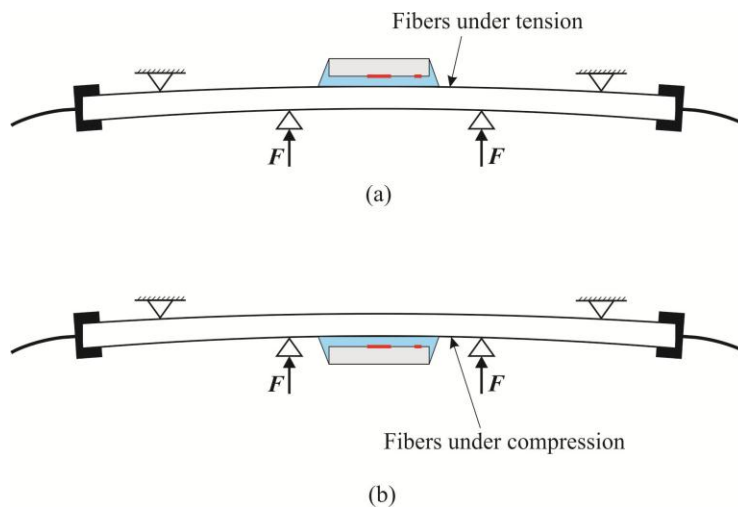 Fibers under tension
F F
(a)
F F
Fibers under compression
(b)